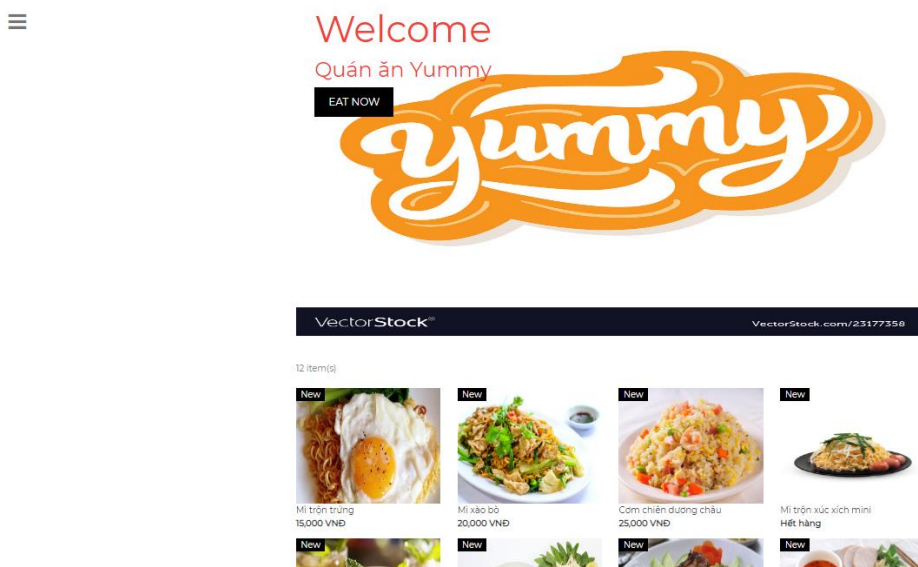 Welcome
Quán ăn Yummy
EAT NOW
yummy
VectorStock®
VectorStock.com/23177358
12 item(s)
New
New
New
New
Mì trộn trứng
Mì xào bò
Cơm chiên dương châu
Mì trộn xúc xích mini
15,000 VNĐ
20,000 VNĐ
25,000 VNĐ
Hết hàng
New
New
New
New